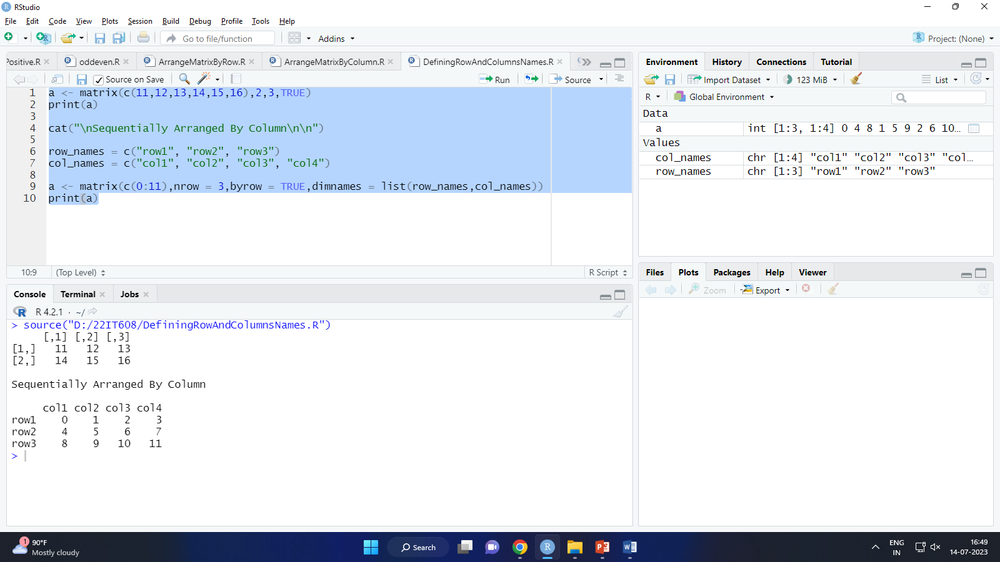 RStudio
File Edit Code View Plots Session Build Debug Profile Tools Help
Go to file/function Addins Project: (None)
Positive.R oddeven.R ArrangeMatrixByRow.R ArrangeMatrixByColumn.R DefiningRowAndColumnsNames.R
Source on Save Run Source
1 a <- matrix(c(11,12,13,14,15,16),2,3,TRUE)
2 print(a)
3
4 cat("\nSequentially Arranged By Column\n\n")
5
6 row_names = c("row1", "row2", "row3")
7 col_names = c("col1", "col2", "col3", "col4")
8
9 a <- matrix(c(0:11),nrow = 3,byrow = TRUE,dimnames = list(row_names,col_names))
10 print(a)
10:9 (Top Level) R Script
Console Terminal Jobs
R 4.2.1 · ~/
> source("D:/22IT608/DefiningRowAndColumnsNames.R")
[,1] [,2] [,3]
[1,] 11 12 13
[2,] 14 15 16
Sequentially Arranged By Column
col1 col2 col3 col4
row1 0 1 2 3
row2 4 5 6 7
row3 8 9 10 11
>
Environment History Connections Tutorial
Import Dataset 123 MiB List
R Global Environment
Data
a int [1:3, 1:4] 0 4 8 1 5 9 2 6 10...
Values
col_names chr [1:4] "col1" "col2" "col3" "col...
row_names chr [1:3] "row1" "row2" "row3"
Files Plots Packages Help Viewer
Zoom Export
1
90°F
Mostly cloudy
Search
ENG
IN
16:49
14-07-2023